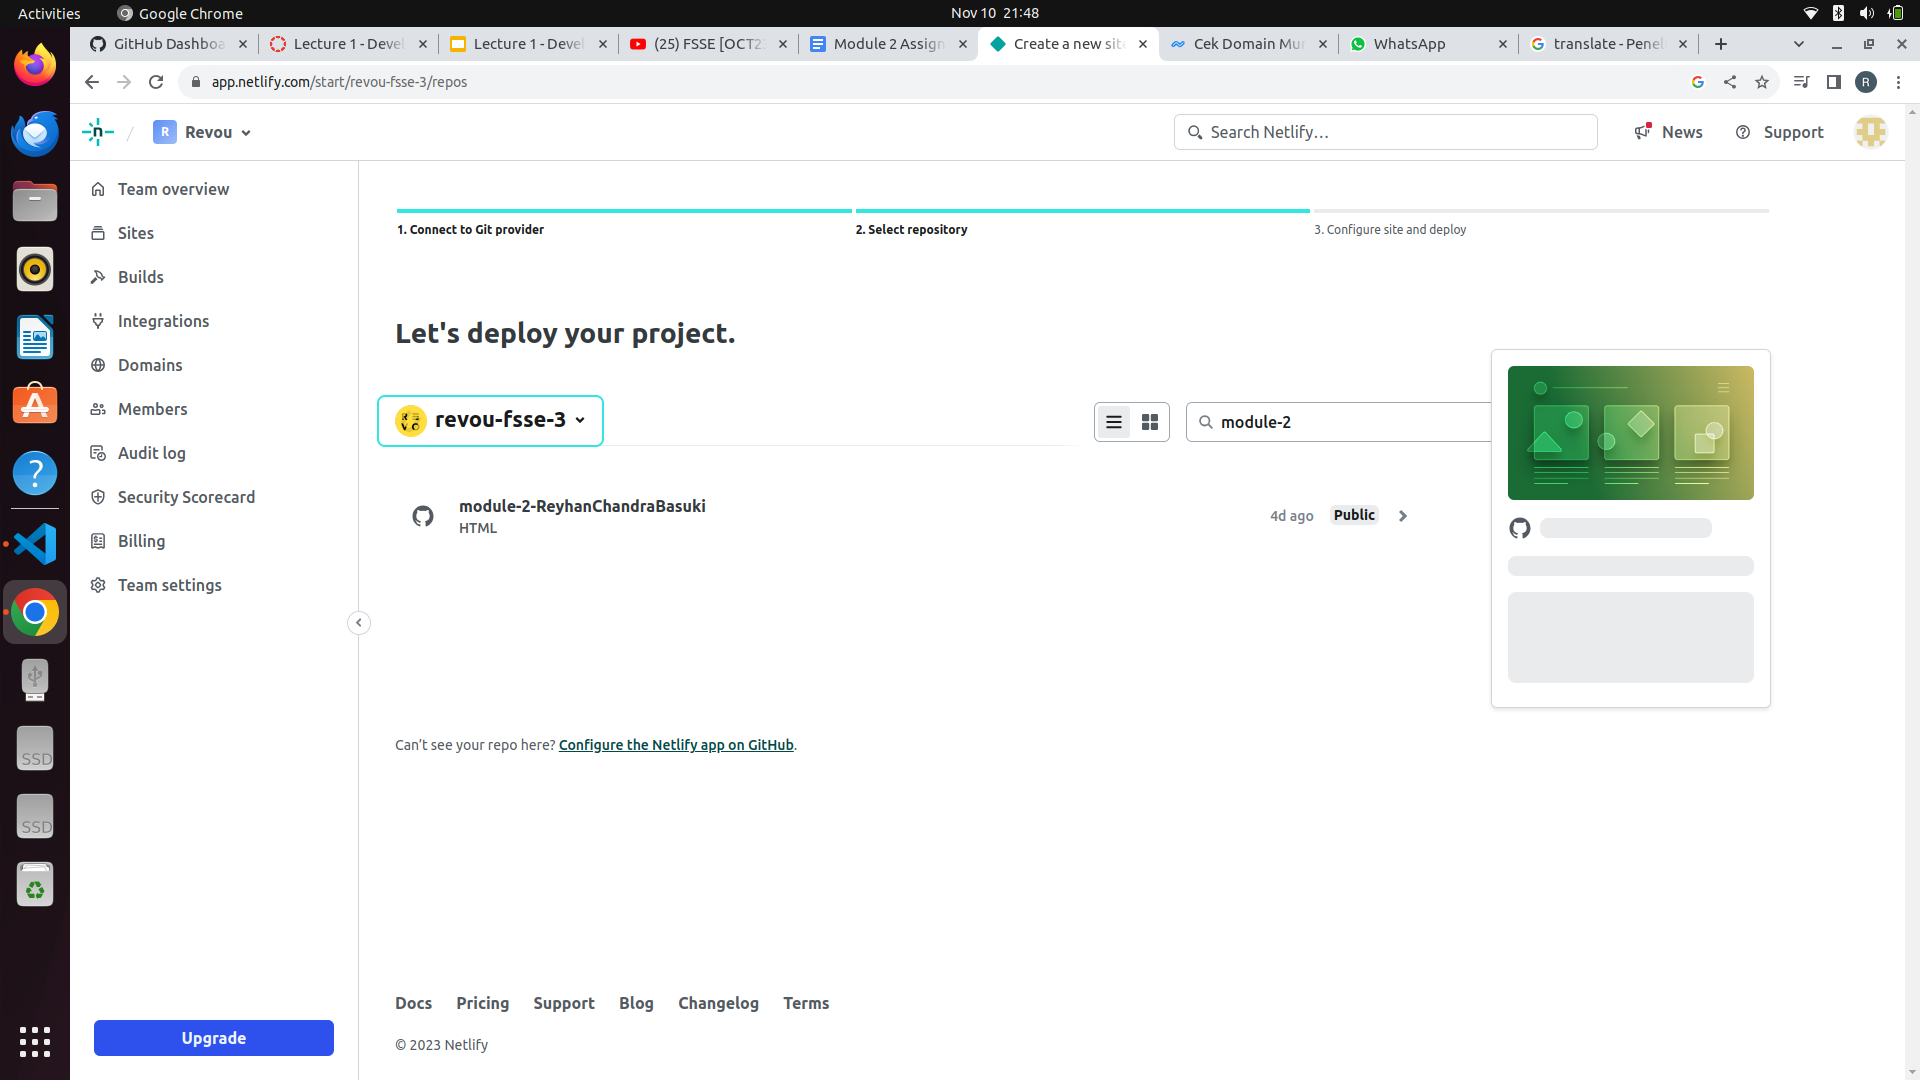 Activities
Google Chrome
Nov 10 21:48
GitHub Dashboa
Lecture 1 - Devel
Lecture 1 - Devel
(25) FSSE [OCT23
Module 2 Assign
Create a new site
Cek Domain Mur
WhatsApp
translate - Penel
app.netlify.com/start/revou-fsse-3/repos
R
R
Revou
Search Netlify…
News
Support
Team overview
Sites
Builds
Integrations
Domains
Members
Audit log
Security Scorecard
Billing
Team settings
Upgrade
1. Connect to Git provider
2. Select repository
3. Configure site and deploy
Let's deploy your project.
revou-fsse-3
module-2
module-2-ReyhanChandraBasuki
HTML
4d ago
Public
Can’t see your repo here? Configure the Netlify app on GitHub.
Docs
Pricing
Support
Blog
Changelog
Terms
© 2023 Netlify
SSD
SSD